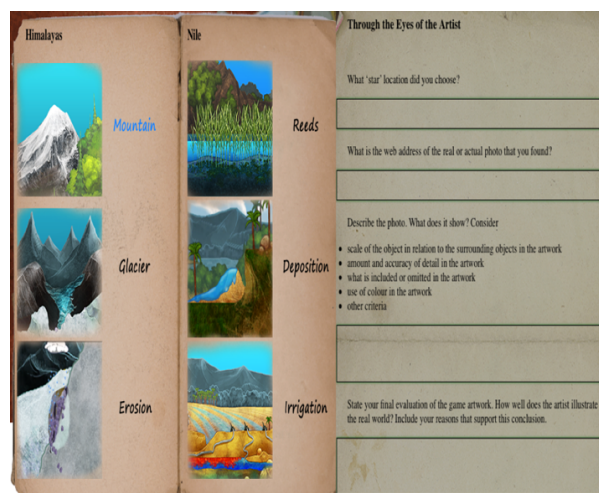 Himalayas
Mountain
Glacier
Erosion
Nile
Reeds
Deposition
Irrigation
Through the Eyes of the Artist
What ‘star’ location did you choose?
What is the web address of the real or actual photo that you found?
Describe the photo. What does it show? Consider
• scale of the object in relation to the surrounding objects in the artwork
• amount and accuracy of detail in the artwork
• what is included or omitted in the artwork
• use of colour in the artwork
• other criteria
State your final evaluation of the game artwork. How well does the artist illustrate
the real world? Include your reasons that support this conclusion.